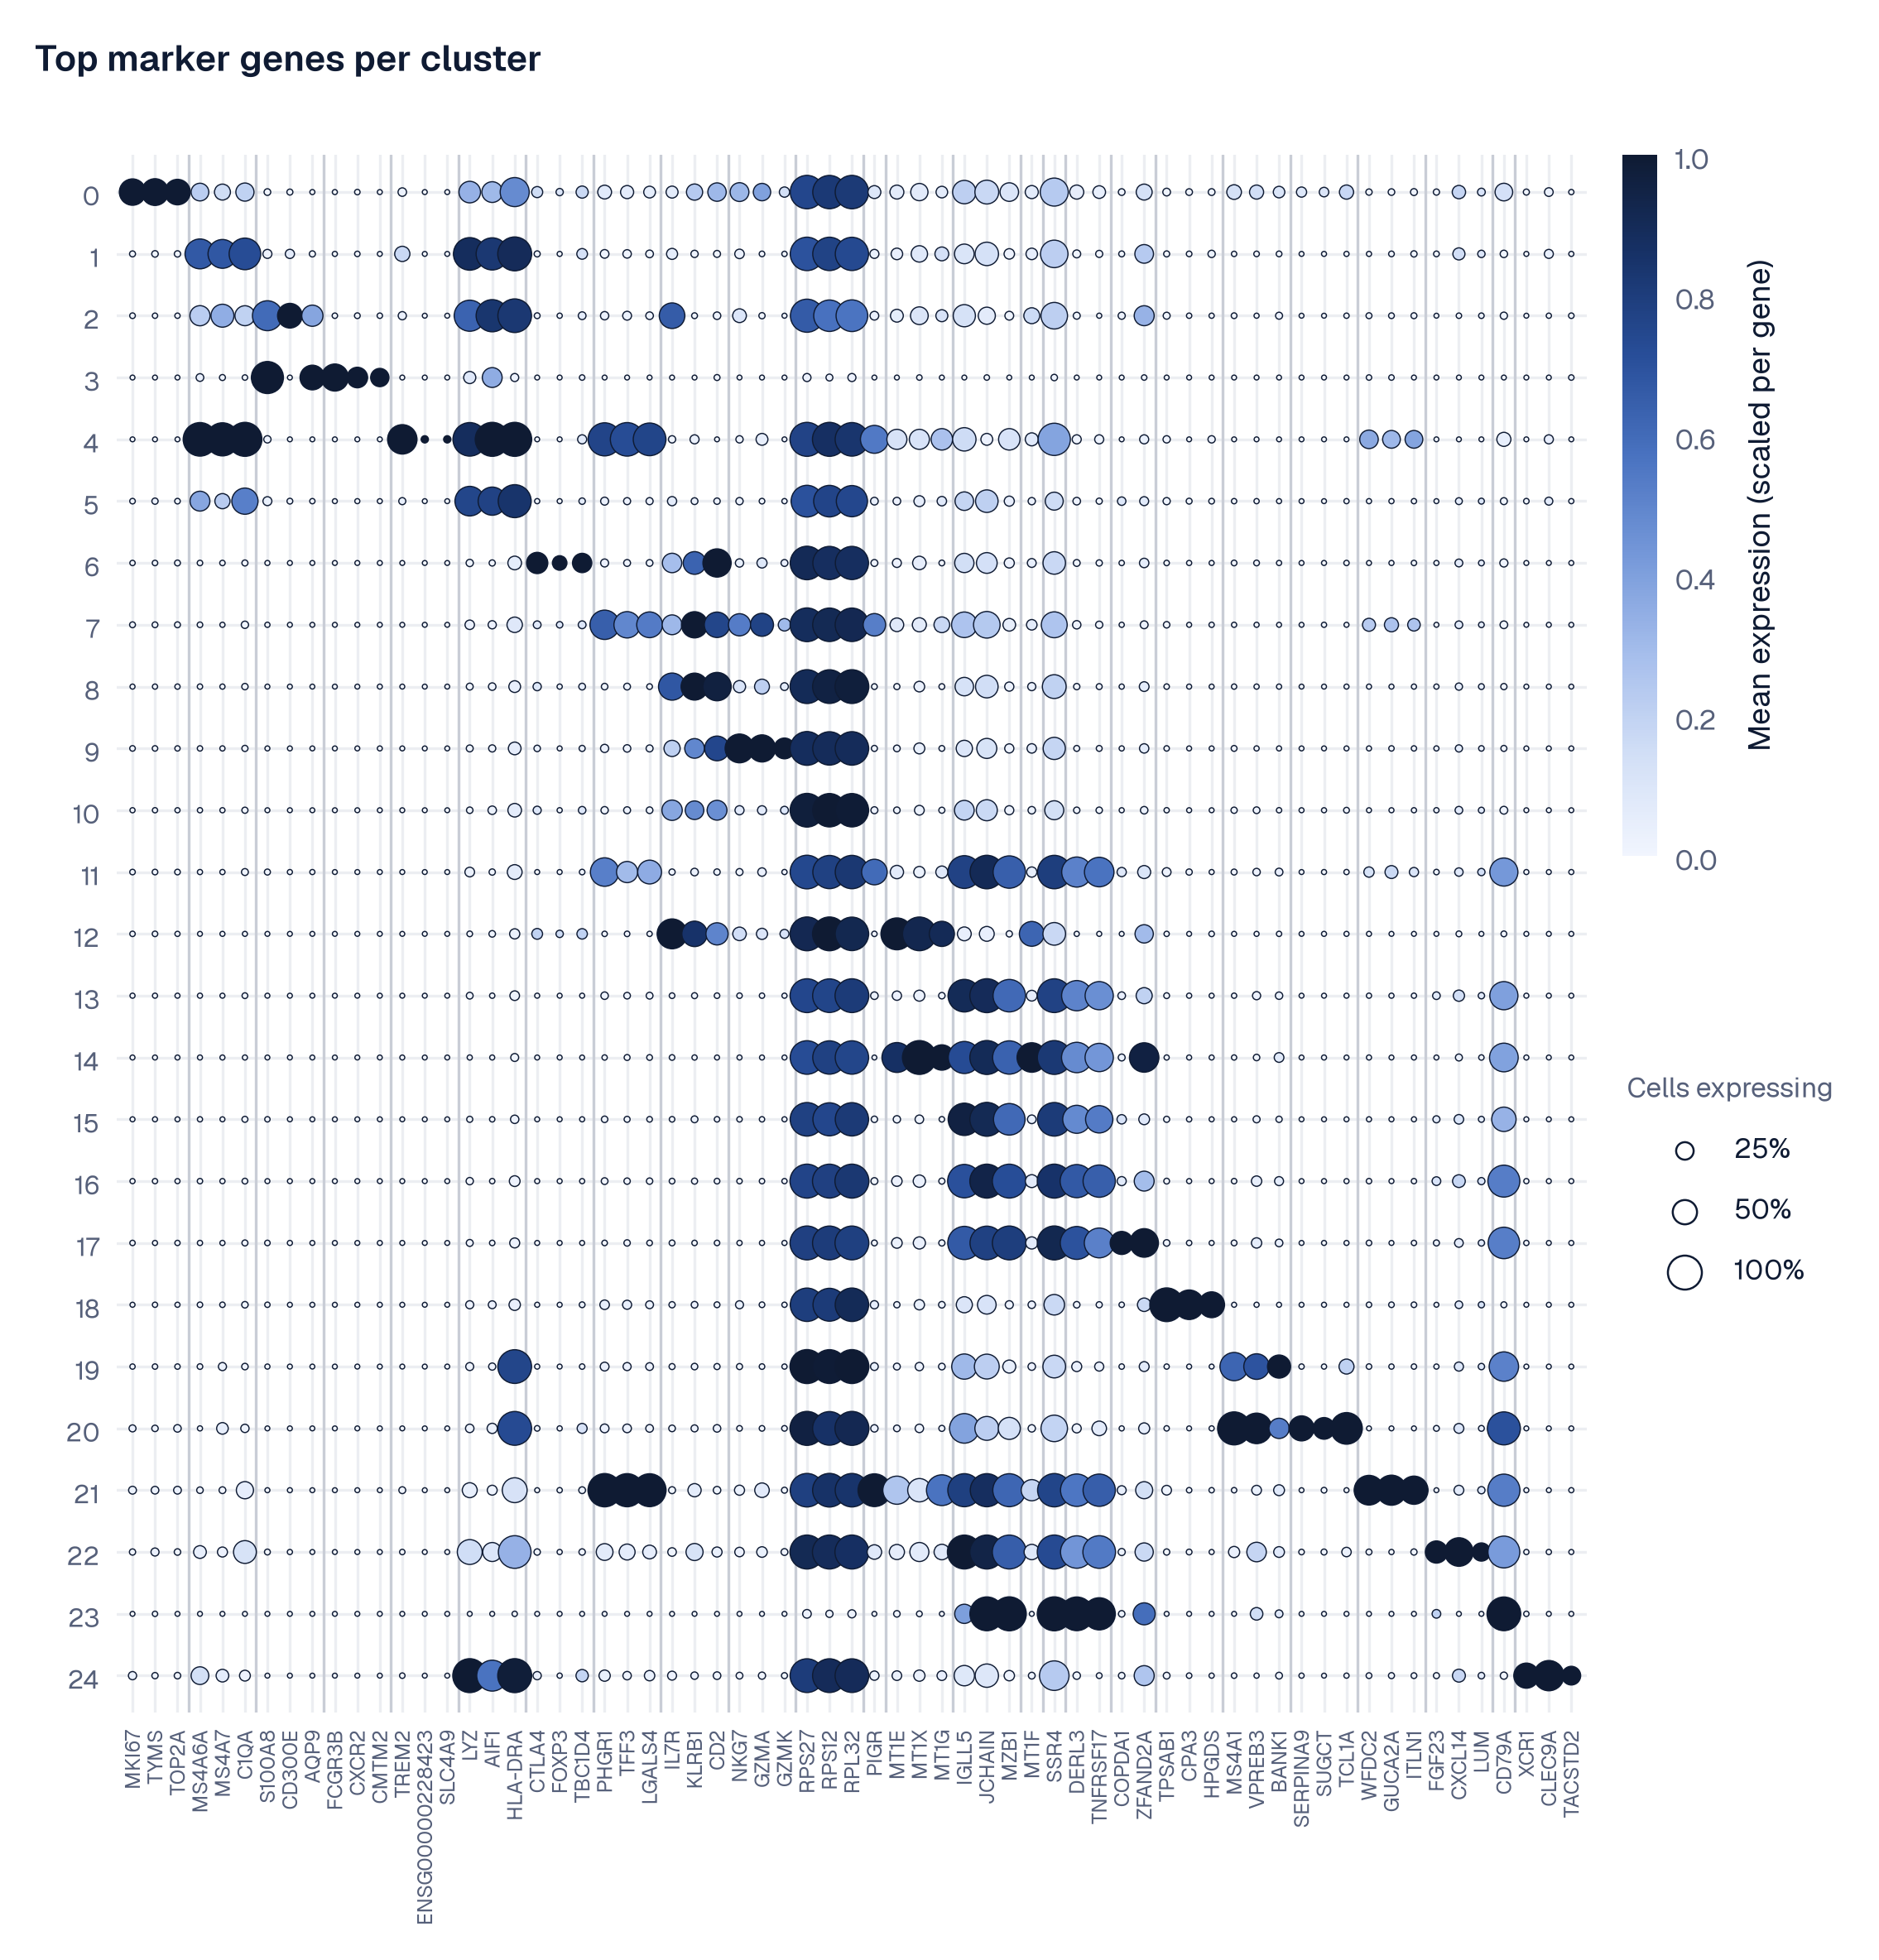 Top marker genes per cluster
0
1
2
3
4
5
6
7
8
9
10
11
12
13
14
15
16
17
18
19
20
21
22
23
24
MKI67
TYMS
TOP2A
MS4A6A
MS4A7
C1QA
S100A8
CD300E
AQP9
FCGR3B
CXCR2
CMTM2
TREM2
ENSG00000228423
SLC4A9
LYZ
AIF1
HLA-DRA
CTLA4
FOXP3
TBC1D4
PHGR1
TFF3
LGALS4
IL7R
KLRB1
CD2
NKG7
GZMA
GZMK
RPS27
RPS12
RPL32
PIGR
MT1E
MT1X
MT1G
IGLL5
JCHAIN
MZB1
MT1F
SSR4
DERL3
TNFRSF17
COPDA1
ZFAND2A
TPSAB1
CPA3
HPGDS
MS4A1
VPREB3
BANK1
SERPINA9
SUGCT
TCL1A
WFDC2
GUCA2A
ITLN1
FGF23
CXCL14
LUM
CD79A
XCR1
CLEC9A
TACSTD2
1.0
0.8
0.6
0.4
0.2
0.0
Mean expression (scaled per gene)
Cells expressing
25%
50%
100%